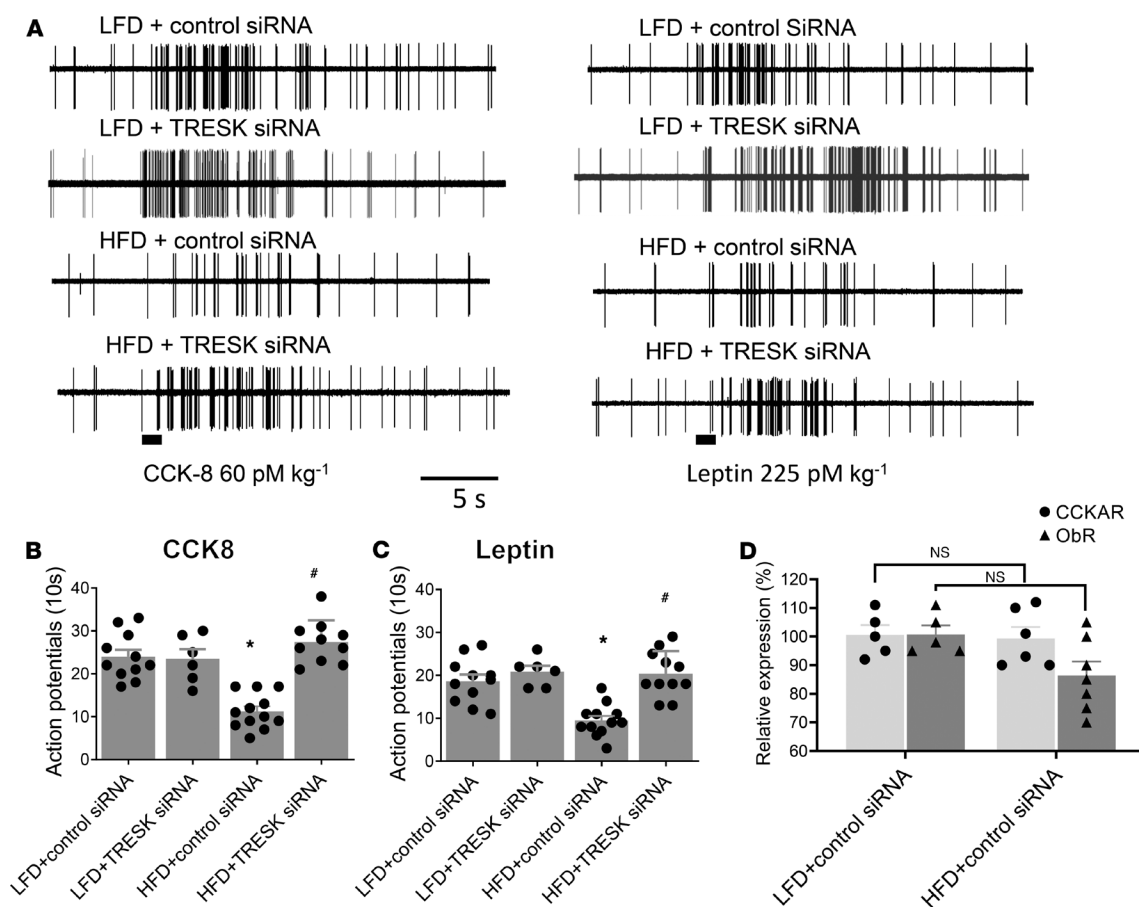 A
LFD + control siRNA
LFD + TRESK siRNA
HFD + control siRNA
HFD + TRESK siRNA
CCK-8 60 pM kg⁻¹
5 s
LFD + control SiRNA
LFD + TRESK siRNA
HFD + control siRNA
HFD + TRESK siRNA
Leptin 225 pM kg⁻¹
B
CCK8
Action potentials (10s)
40
30
20
10
0
*
#
LFD+control siRNA
LFD+TRESK siRNA
HFD+control siRNA
HFD+TRESK siRNA
C
Leptin
Action potentials (10s)
40
30
20
10
0
*
#
LFD+control siRNA
LFD+TRESK siRNA
HFD+control siRNA
HFD+TRESK siRNA
D
CCKAR
ObR
NS
NS
Relative expression (%)
120
110
100
90
80
70
60
LFD+control siRNA
HFD+control siRNA